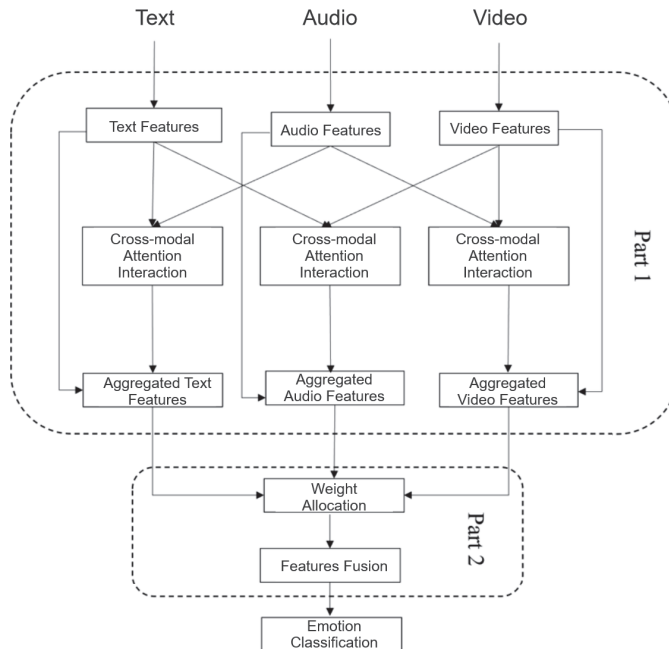 Text
Audio
Video
Text Features
Audio Features
Video Features
Cross-modal
Attention
Interaction
Cross-modal
Attention
Interaction
Cross-modal
Attention
Interaction
Part 1
Aggregated Text
Features
Aggregated
Audio Features
Aggregated
Video Features
Weight
Allocation
Part 2
Features Fusion
Emotion
Classification